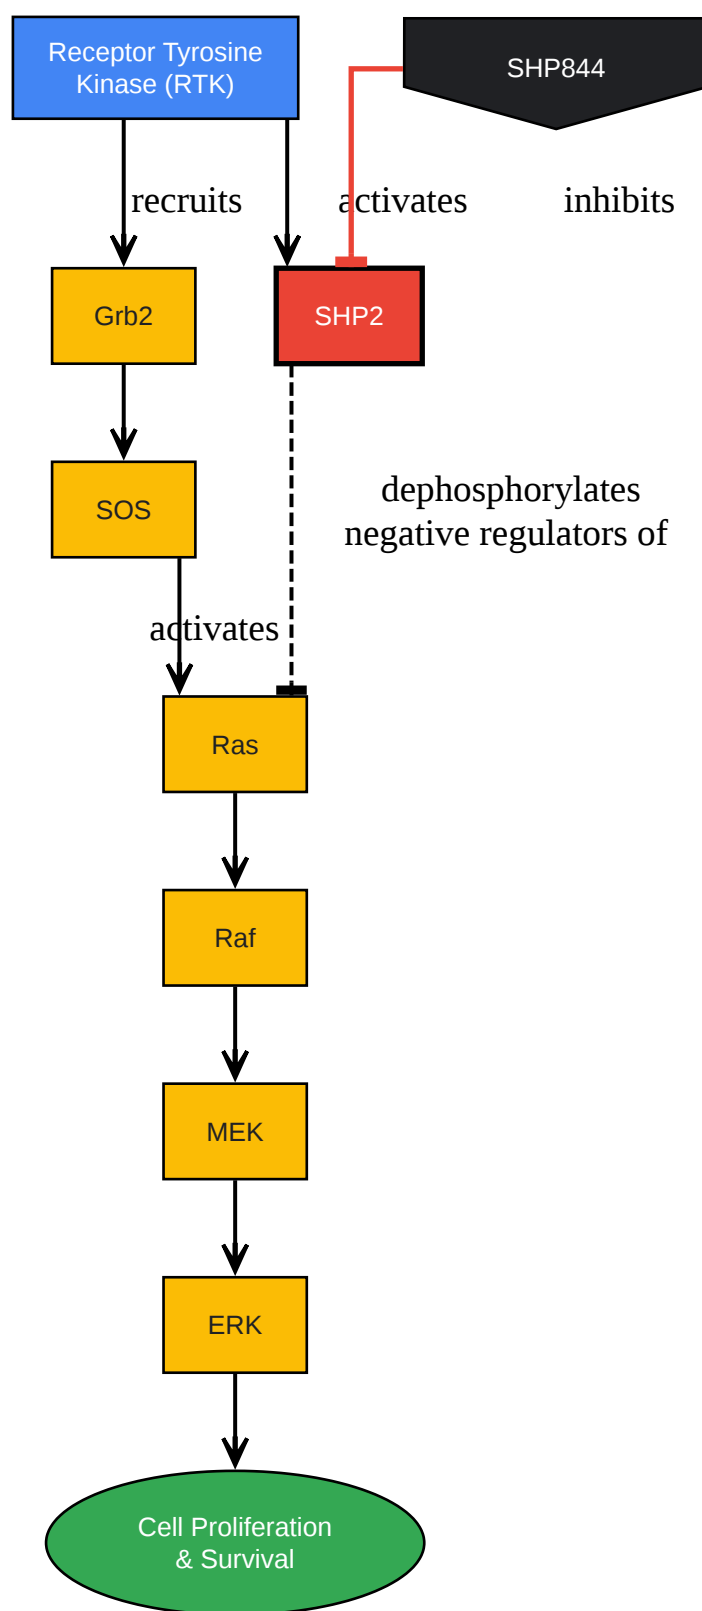 Receptor Tyrosine
Kinase (RTK)
SHP844
recruits
activates
inhibits
Grb2
SHP2
SOS
dephosphorylates
negative regulators of
activates
Ras
Raf
MEK
ERK
Cell Proliferation
& Survival